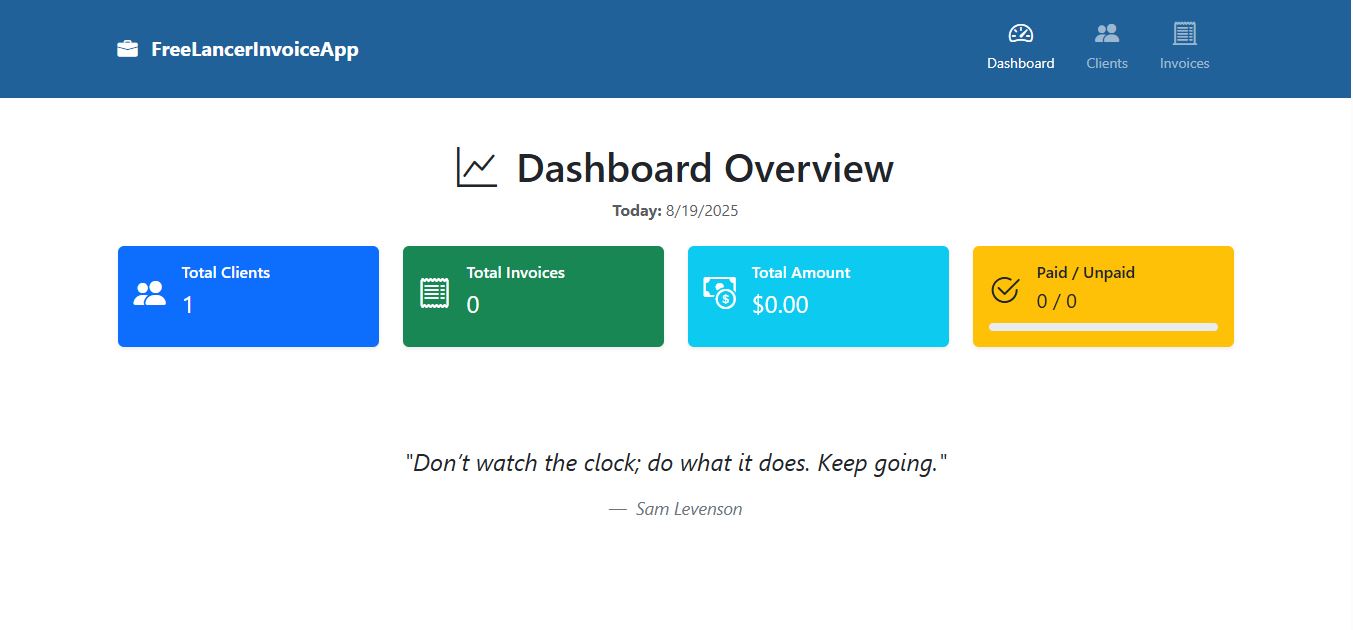 FreeLancerInvoiceApp
Dashboard
Clients
Invoices
Dashboard Overview
Today: 8/19/2025
Total Clients
1
Total Invoices
0
Total Amount
$0.00
Paid / Unpaid
0 / 0
"Don’t watch the clock; do what it does. Keep going."
— Sam Levenson